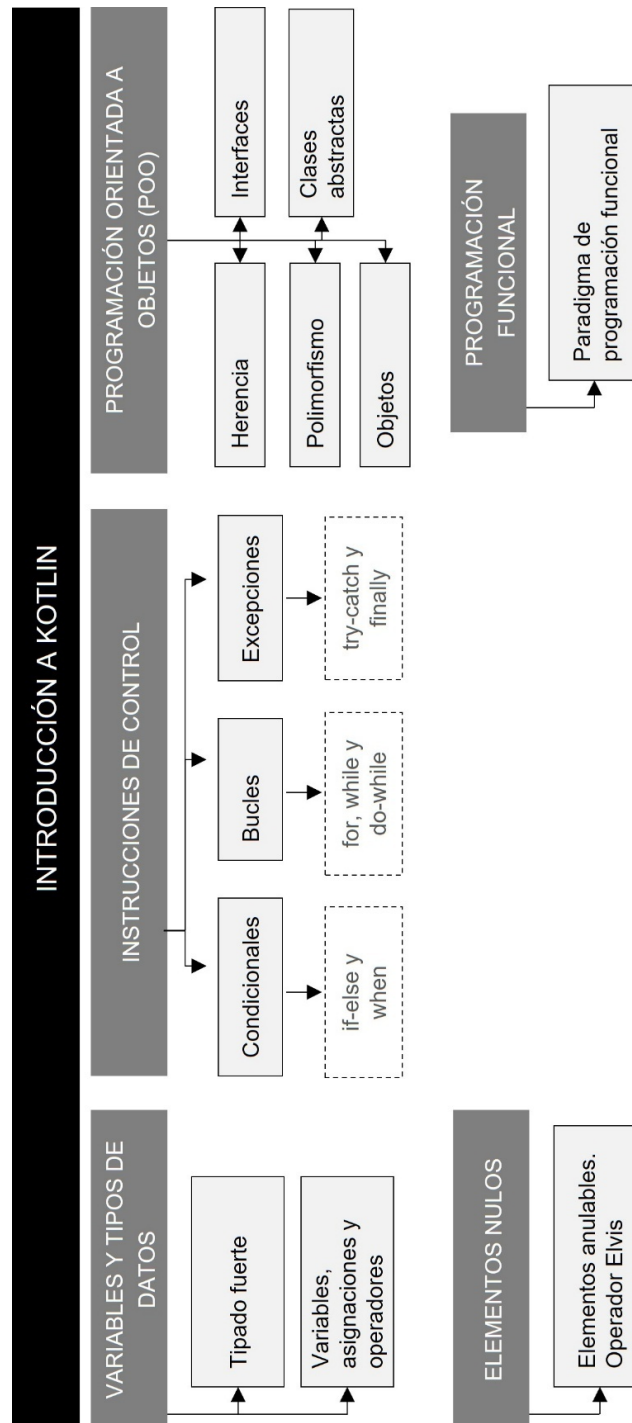 INTRODUCCIÓN A KOTLIN
VARIABLES Y TIPOS DE
DATOS
Tipado fuerte
Variables,
asignaciones y
operadores
INSTRUCCIONES DE CONTROL
Condicionales
if-else y
when
Bucles
for, while y
do-while
Excepciones
try-catch y
finally
PROGRAMACIÓN ORIENTADA A
OBJETOS (POO)
Herencia
Interfaces
Polimorfismo
Clases
abstractas
Objetos
ELEMENTOS NULOS
Elementos anulables.
Operador Elvis
PROGRAMACIÓN
FUNCIONAL
Paradigma de
programación funcional